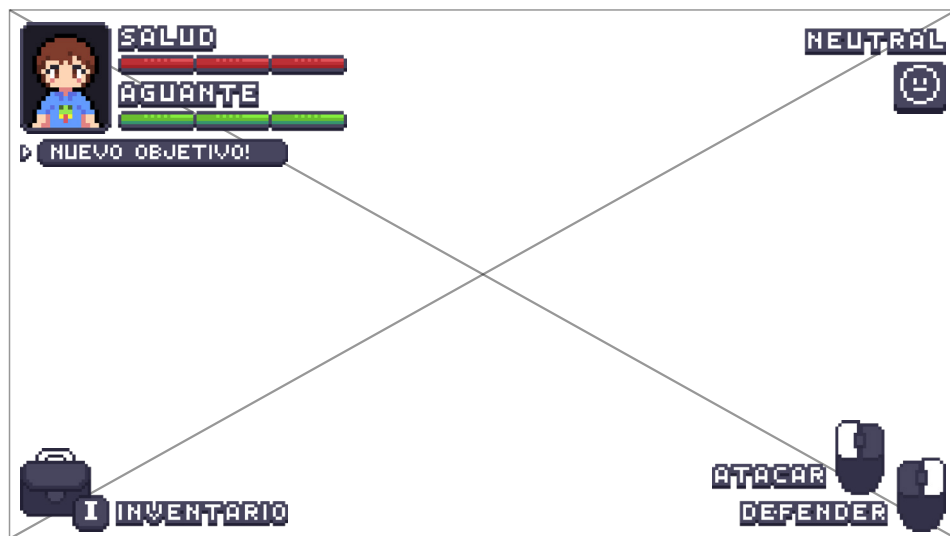 SALUD
NEUTRAL
AGUANTE
NUEVO OBJETIVO!
ATACAR
I INVENTARIO
DEFENDER